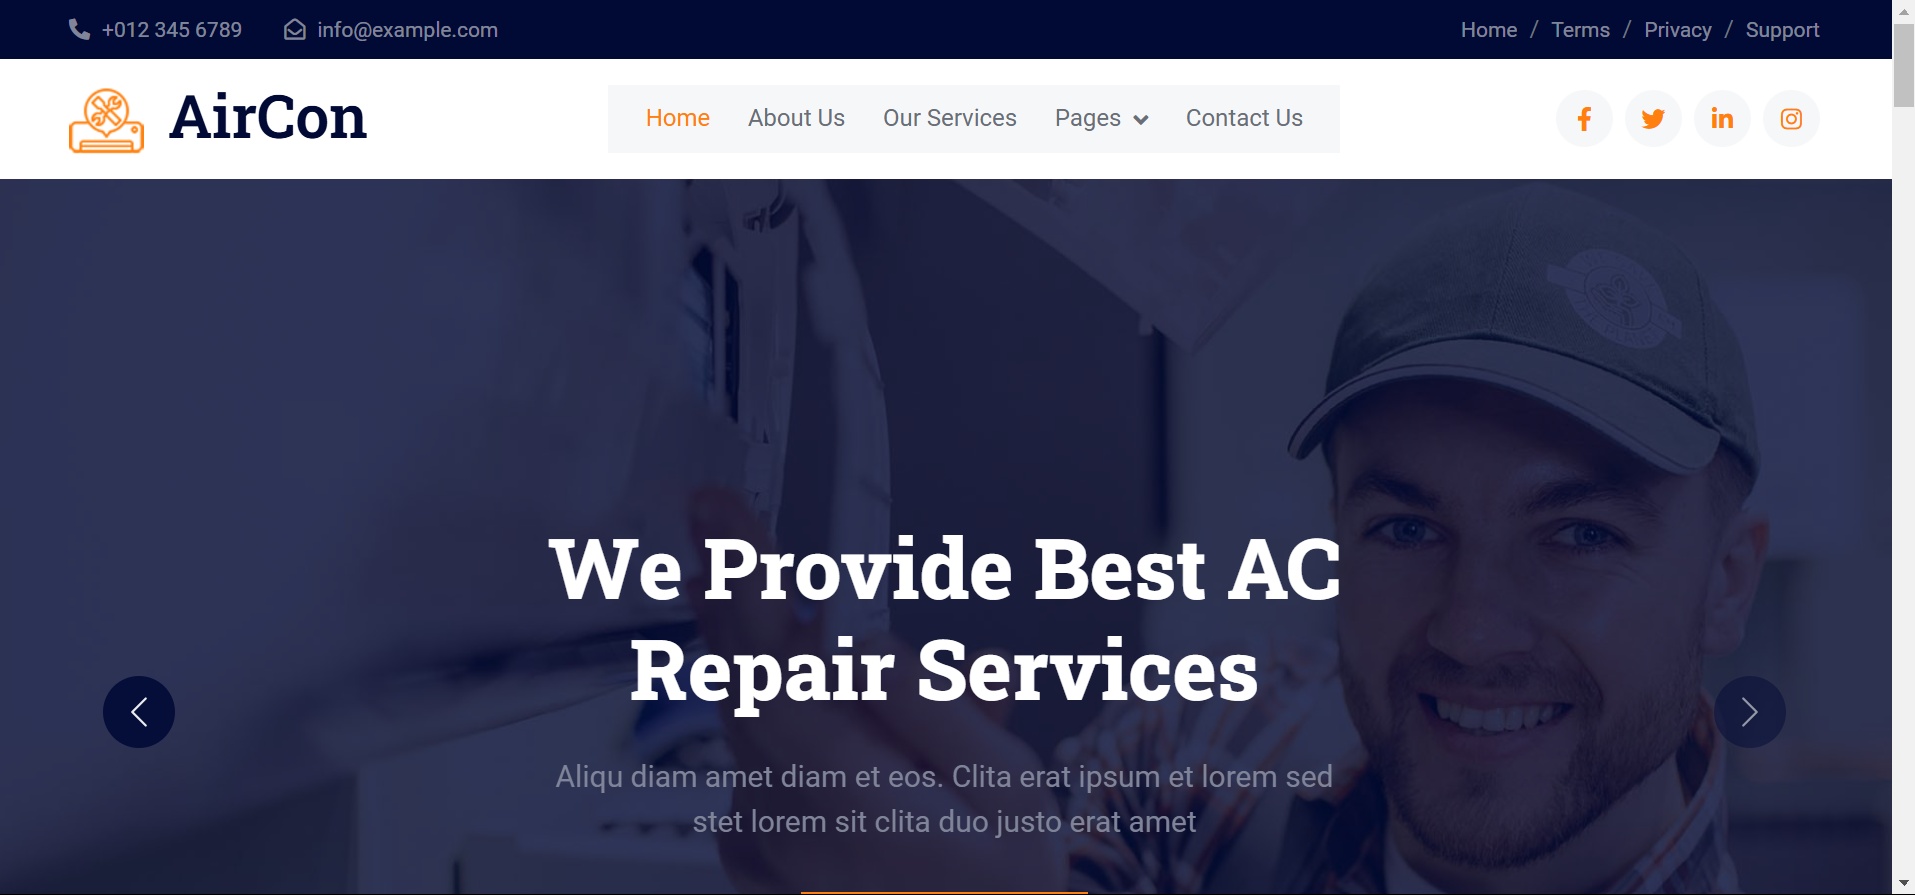 +012 345 6789 info@example.com Home / Terms / Privacy / Support
AirCon Home About Us Our Services Pages Contact Us
We Provide Best AC
Repair Services
Aliqu diam amet diam et eos. Clita erat ipsum et lorem sed
stet lorem sit clita duo justo erat amet